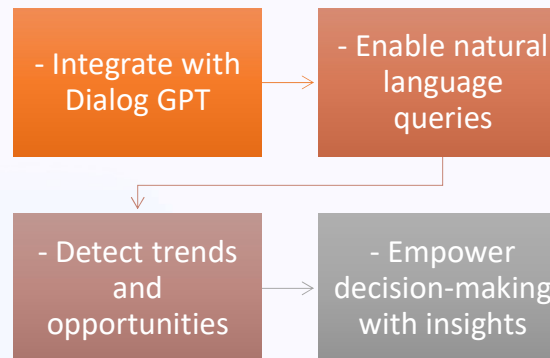 - Integrate with
Dialog GPT
- Enable natural
language
queries
- Detect trends
and
opportunities
- Empower
decision-making
with insights